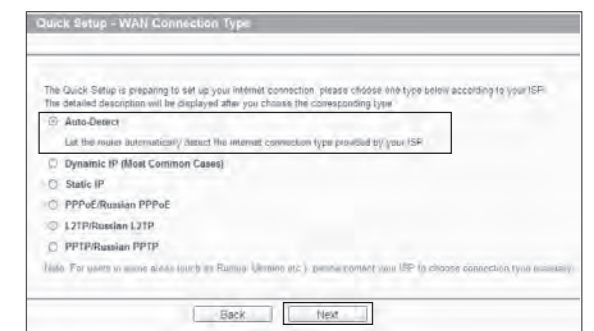 Quick Setup - WAN Connection Type
The Quick Setup is preparing to set up your internet connection, please choose one type below according to your ISP.
The detailed description will be displayed after you choose the corresponding type.
Auto-Detect
Let the router automatically detect the internet connection type provided by your ISP.
Dynamic IP (Most Common Cases)
Static IP
PPPoE/Russian PPPoE
L2TP/Russian L2TP
PPTP/Russian PPTP
Note: For users in some areas (such as Russia, Ukraine etc.), please contact your ISP to choose connection type manually.
Back Next